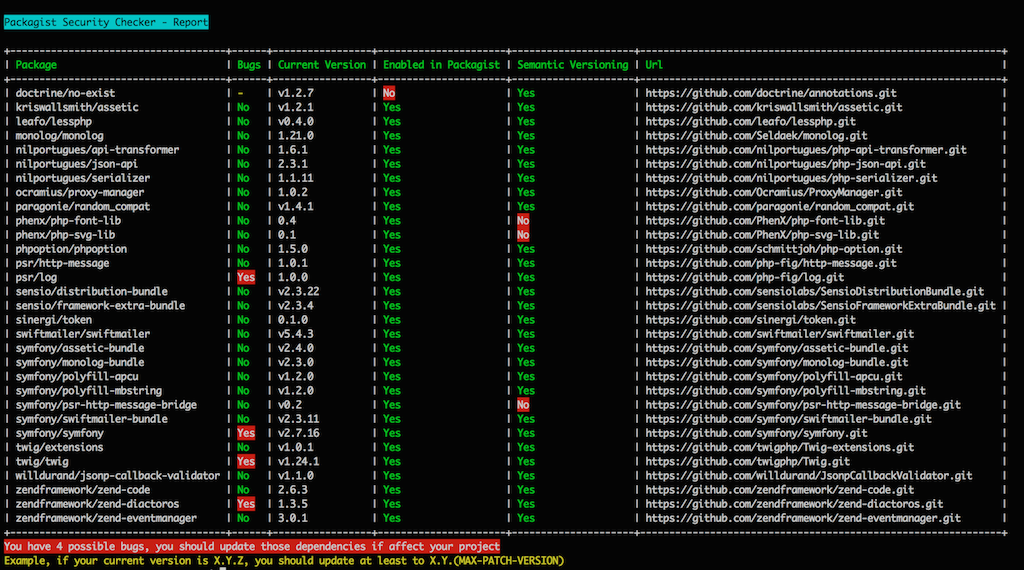 Packagist Security Checker - Report
| Package | Bugs | Current Version | Enabled in Packagist | Semantic Versioning | Url |
| doctrine/no-exist | - | v1.2.7 | No | Yes | https://github.com/doctrine/annotations.git |
| kriswallsmith/assetic | No | v1.2.1 | Yes | Yes | https://github.com/kriswallsmith/assetic.git |
| leafo/lessphp | No | v0.4.0 | Yes | Yes | https://github.com/leafo/lessphp.git |
| monolog/monolog | No | 1.21.0 | Yes | Yes | https://github.com/Seldaek/monolog.git |
| nilportugues/api-transformer | No | 1.6.1 | Yes | Yes | https://github.com/nilportugues/php-api-transformer.git |
| nilportugues/json-api | No | 2.3.1 | Yes | Yes | https://github.com/nilportugues/php-json-api.git |
| nilportugues/serializer | No | 1.1.11 | Yes | Yes | https://github.com/nilportugues/php-serializer.git |
| ocramius/proxy-manager | No | 1.0.2 | Yes | Yes | https://github.com/Ocramius/ProxyManager.git |
| paragonie/random_compat | No | v1.4.1 | Yes | Yes | https://github.com/paragonie/random_compat.git |
| phenx/php-font-lib | No | 0.4 | Yes | No | https://github.com/PhenX/php-font-lib.git |
| phenx/php-svg-lib | No | 0.1 | Yes | No | https://github.com/PhenX/php-svg-lib.git |
| phpoption/phpoption | No | 1.5.0 | Yes | Yes | https://github.com/schmittjoh/php-option.git |
| psr/http-message | No | 1.0.1 | Yes | Yes | https://github.com/php-fig/http-message.git |
| psr/log | Yes | 1.0.0 | Yes | Yes | https://github.com/php-fig/log.git |
| sensio/distribution-bundle | No | v2.3.22 | Yes | Yes | https://github.com/sensiolabs/SensioDistributionBundle.git |
| sensio/framework-extra-bundle | No | v2.3.4 | Yes | Yes | https://github.com/sensiolabs/SensioFrameworkExtraBundle.git |
| sinergi/token | No | 0.1.0 | Yes | Yes | https://github.com/sinergi/token.git |
| swiftmailer/swiftmailer | No | v5.4.3 | Yes | Yes | https://github.com/swiftmailer/swiftmailer.git |
| symfony/assetic-bundle | No | v2.4.0 | Yes | Yes | https://github.com/symfony/assetic-bundle.git |
| symfony/monolog-bundle | No | v2.3.0 | Yes | Yes | https://github.com/symfony/monolog-bundle.git |
| symfony/polyfill-apcu | No | v1.2.0 | Yes | Yes | https://github.com/symfony/polyfill-apcu.git |
| symfony/polyfill-mbstring | No | v1.2.0 | Yes | Yes | https://github.com/symfony/polyfill-mbstring.git |
| symfony/psr-http-message-bridge | No | v0.2 | Yes | No | https://github.com/symfony/psr-http-message-bridge.git |
| symfony/swiftmailer-bundle | No | v2.3.11 | Yes | Yes | https://github.com/symfony/swiftmailer-bundle.git |
| symfony/symfony | Yes | v2.7.16 | Yes | Yes | https://github.com/symfony/symfony.git |
| twig/extensions | No | v1.0.1 | Yes | Yes | https://github.com/twigphp/Twig-extensions.git |
| twig/twig | Yes | v1.24.1 | Yes | Yes | https://github.com/twigphp/Twig.git |
| willdurand/jsonp-callback-validator | No | v1.1.0 | Yes | Yes | https://github.com/willdurand/JsonpCallbackValidator.git |
| zendframework/zend-code | No | 2.6.3 | Yes | Yes | https://github.com/zendframework/zend-code.git |
| zendframework/zend-diactoros | Yes | 1.3.5 | Yes | Yes | https://github.com/zendframework/zend-diactoros.git |
| zendframework/zend-eventmanager | No | 3.0.1 | Yes | Yes | https://github.com/zendframework/zend-eventmanager.git |
You have 4 possible bugs, you should update those dependencies if affect your project
Example, if your current version is X.Y.Z, you should update at least to X.Y.(MAX-PATCH-VERSION)